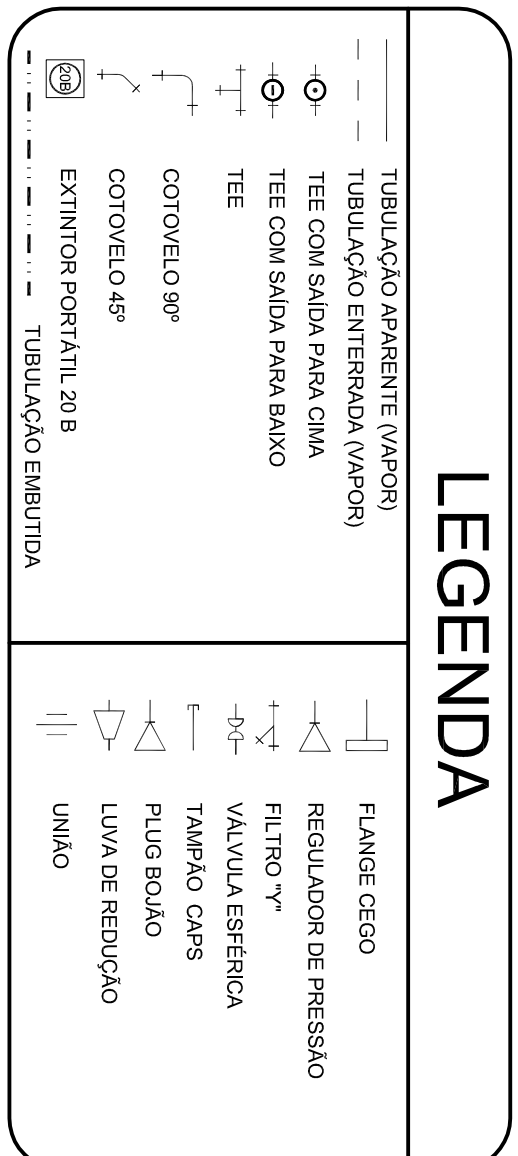 LEGENDA
TUBULAÇÃO APARENTE (VAPOR)
TUBULAÇÃO ENTERRADA (VAPOR)
TEE COM SAÍDA PARA CIMA
TEE COM SAÍDA PARA BAIXO
TEE
COTOVELO 90º
COTOVELO 45º
20B EXTINTOR PORTÁTIL 20 B
TUBULAÇÃO EMBUTIDA
FLANGE CEGO
REGULADOR DE PRESSÃO
FILTRO "Y"
VÁLVULA ESFÉRICA
TAMPÃO CAPS
PLUG BOJÃO
LUVA DE REDUÇÃO
UNIÃO